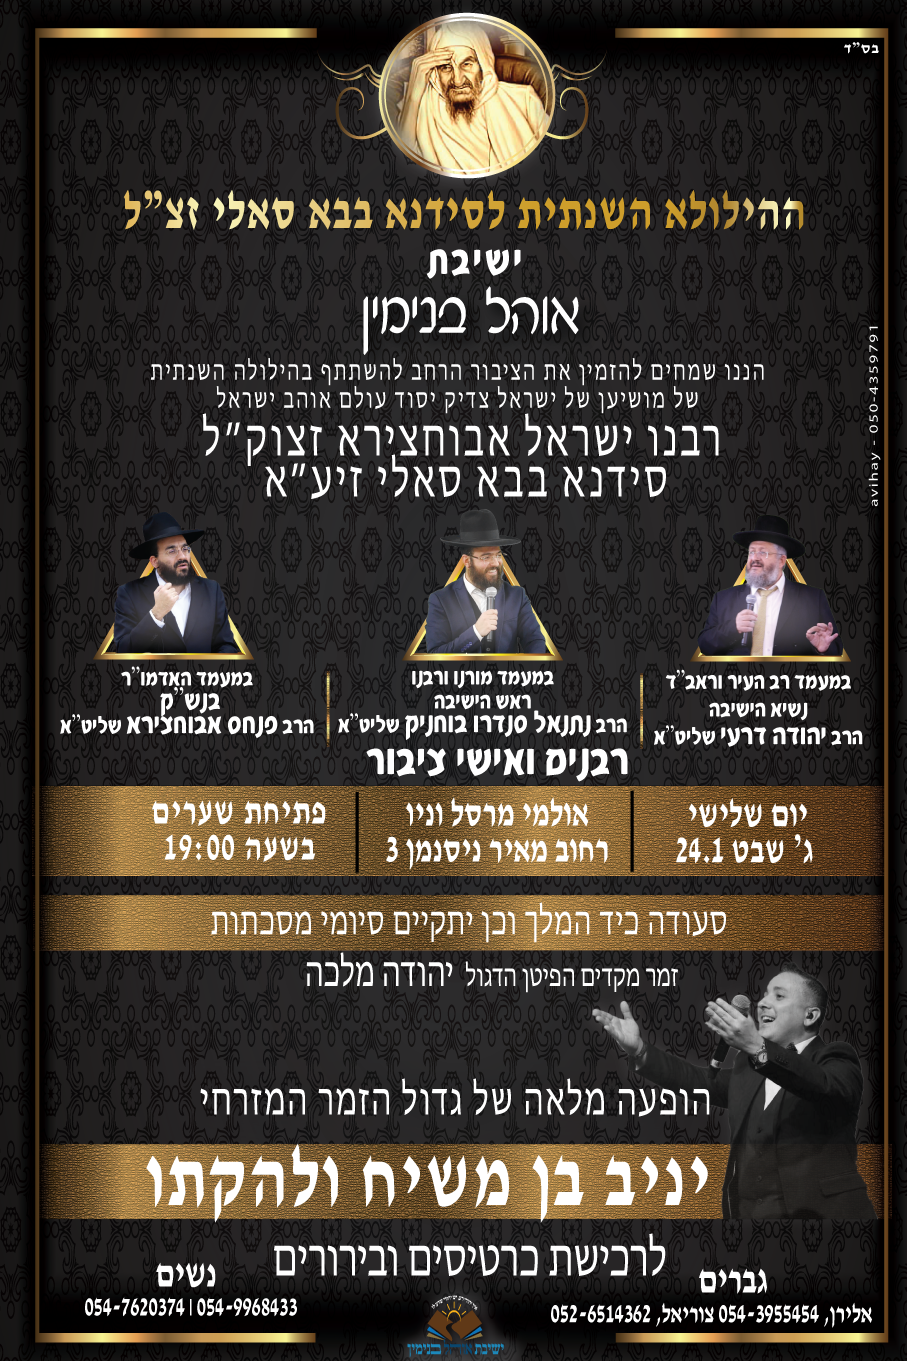 בס"ד
ההילולא השנתית לסידנא בבא סאלי זצ"ל
ישיבת
אוהל בנימין
הננו שמחים להזמין את הציבור הרחב להשתתף בהילולה השנתית
של מושיען של ישראל צדיק יסוד עולם אוהב ישראל
רבנו ישראל אבוחצירא זצוק"ל
סידנא בבא סאלי זיע"א
avihay - 050-4359791
במעמד רב העיר וראב"ד
נשיא הישיבה
הרב יהודה דרעי שליט"א
במעמד מורנו ורבנו
ראש הישיבה
הרב נתנאל סנדרו בוחניק שליט"א
במעמד האדמו"ר
בנש"ק
הרב פנחס אבוחצירא שליט"א
רבנים ואישי ציבור
יום שלישי
ג' שבט 24.1
אולמי מרסל וניו
רחוב מאיר ניסנמן 3
פתיחת שערים
בשעה 19:00
סעודה כיד המלך וכן יתקיים סיומי מסכתות
זמר מקדים הפיטן הדגול יהודה מלכה
הופעה מלאה של גדול הזמר המזרחי
יניב בן משיח ולהקתו
לרכישת כרטיסים ובירורים
גברים
אלירן, 054-3955454 צוריאל, 052-6514362
נשים
054-7620374 | 054-9968433
ישיבת אוהל בנימין